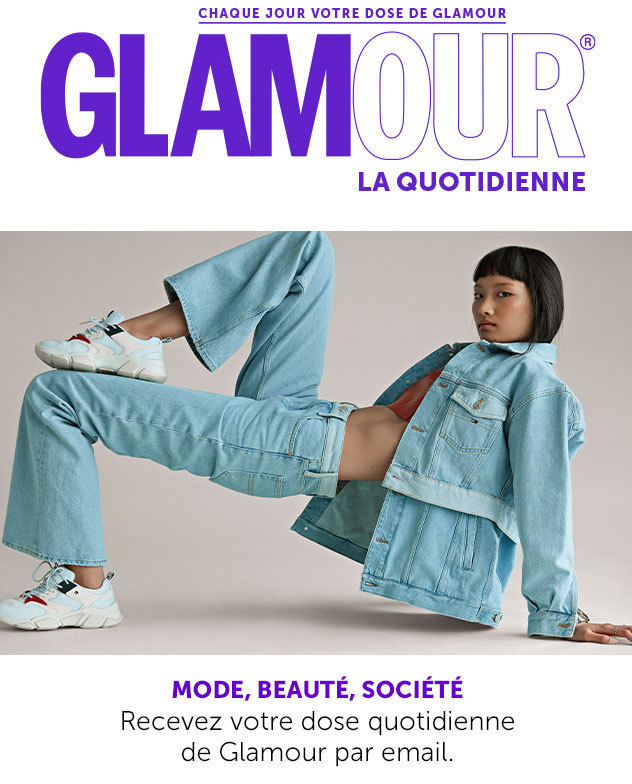 CHAQUE JOUR VOTRE DOSE DE GLAMOUR
GLAMOUR®
LA QUOTIDIENNE
MODE, BEAUTÉ, SOCIÉTÉ
Recevez votre dose quotidienne
de Glamour par email.